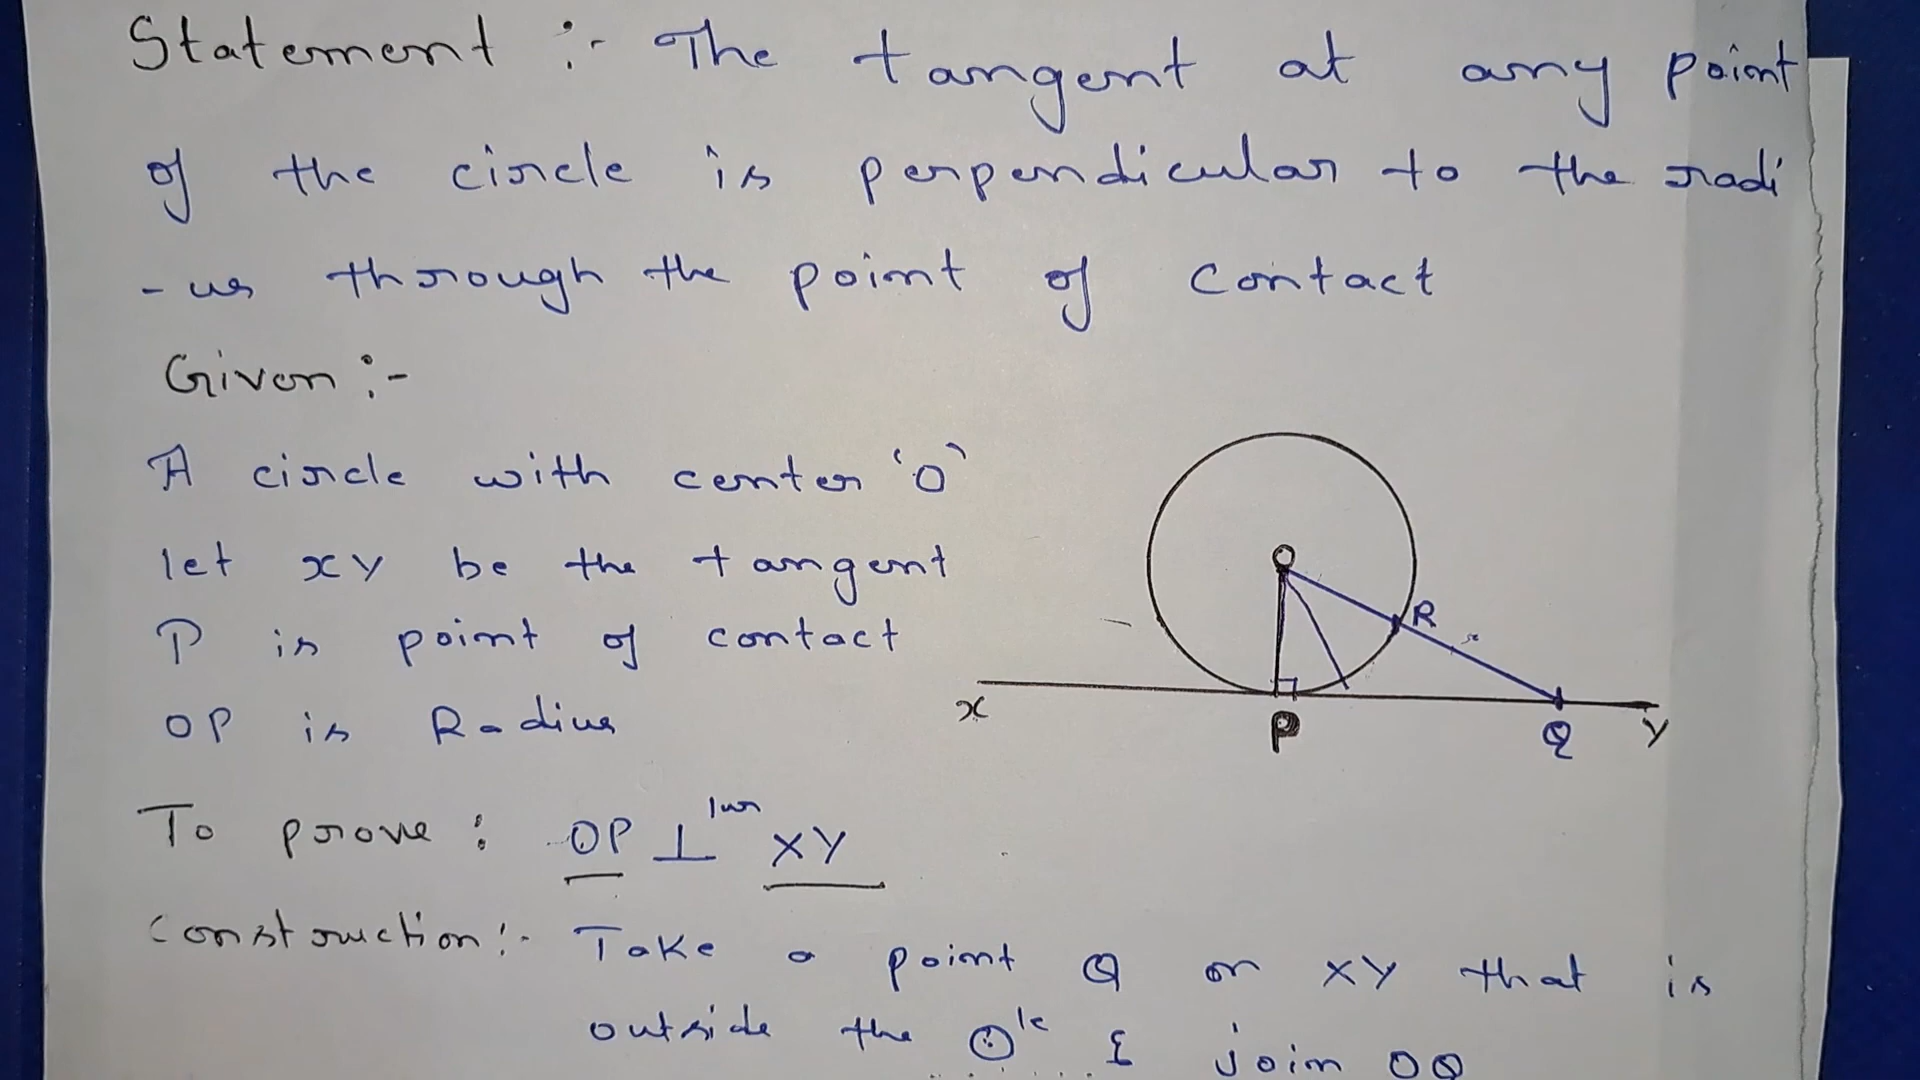 Statement :- The tangent at any point
of the circle is perpendicular to the radi
-us through the point of contact
Given :-
A circle with center 'O'
let xy be the tangent
P is point of contact
OP is Radius
To prove : OP ⊥lur XY
construction :- Take a point Q on XY that is
outside the ⊙le & join OQ
O
R
x
P
Q
y